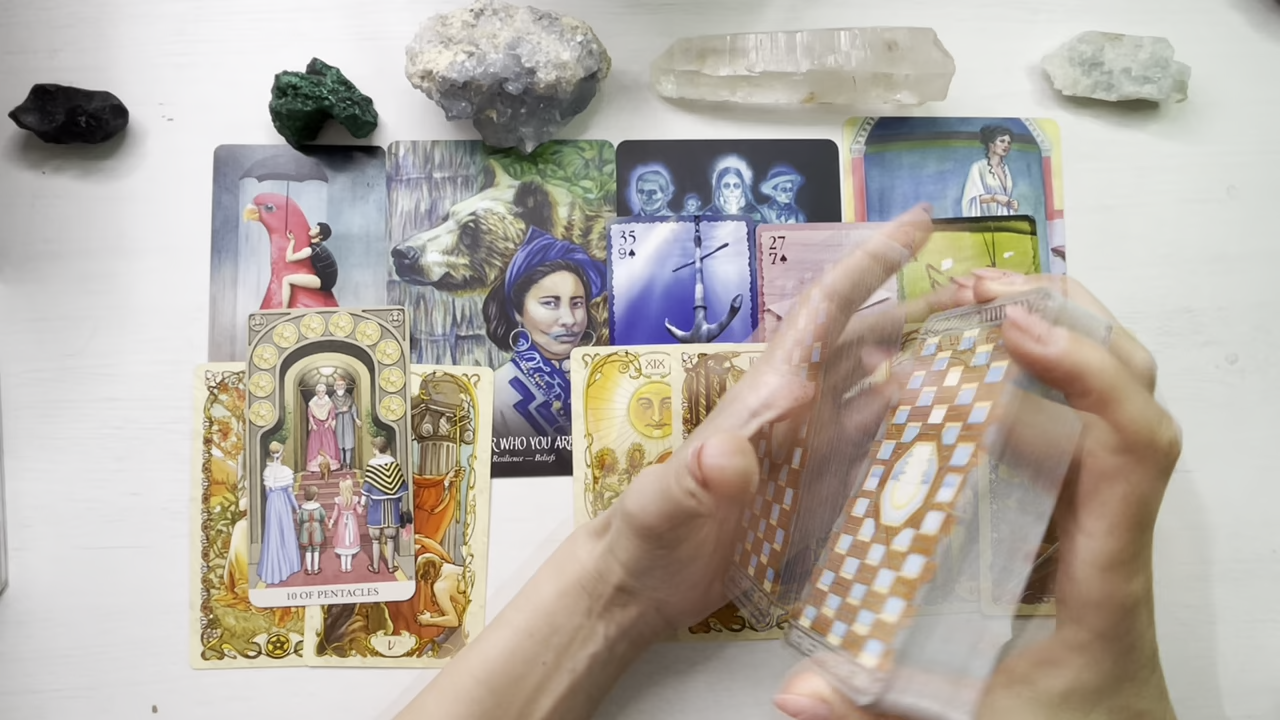 35
9♠
27
7♠
XIX
R WHO YOU ARE
Resilience — Beliefs
10 OF PENTACLES
V